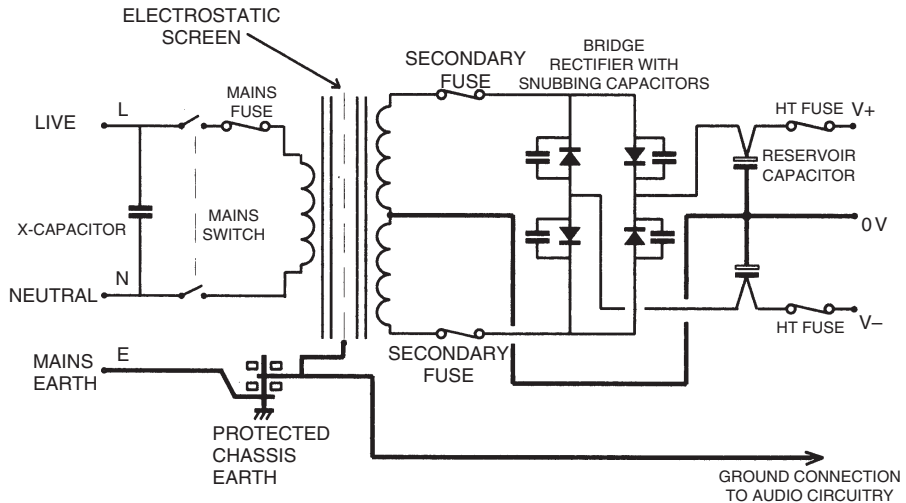 ELECTROSTATIC
SCREEN
SECONDARY
FUSE
BRIDGE
RECTIFIER WITH
SNUBBING CAPACITORS
MAINS
FUSE
HT FUSE
V+
LIVE
L
RESERVOIR
CAPACITOR
X-CAPACITOR
MAINS
SWITCH
0 V
N
NEUTRAL
HT FUSE
V–
SECONDARY
FUSE
MAINS
EARTH
E
PROTECTED
CHASSIS
EARTH
GROUND CONNECTION
TO AUDIO CIRCUITRY